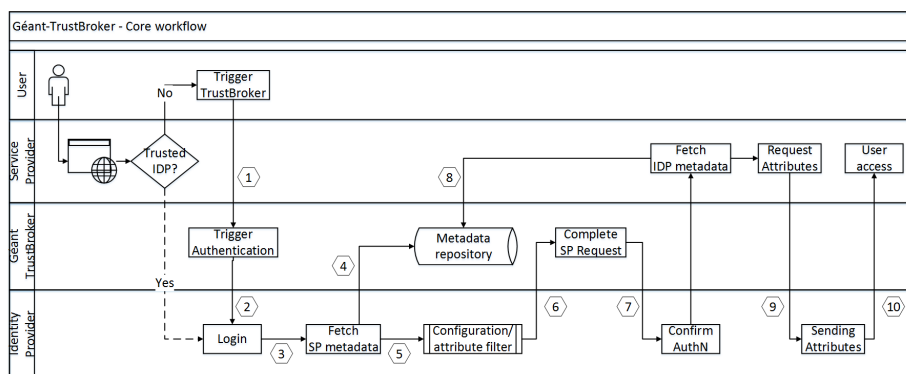 Géant-TrustBroker - Core workflow
User
Trigger
TrustBroker
No
Service
Provider
Trusted
IDP?
1
8
Fetch
IDP metadata
Request
Attributes
User
access
Géant
TrustBroker
Trigger
Authentication
Metadata
repository
Complete
SP Request
4
Yes
2
6
7
9
10
Identity
Provider
Login
3
Fetch
SP metadata
5
Configuration/
attribute filter
Confirm
AuthN
Sending
Attributes